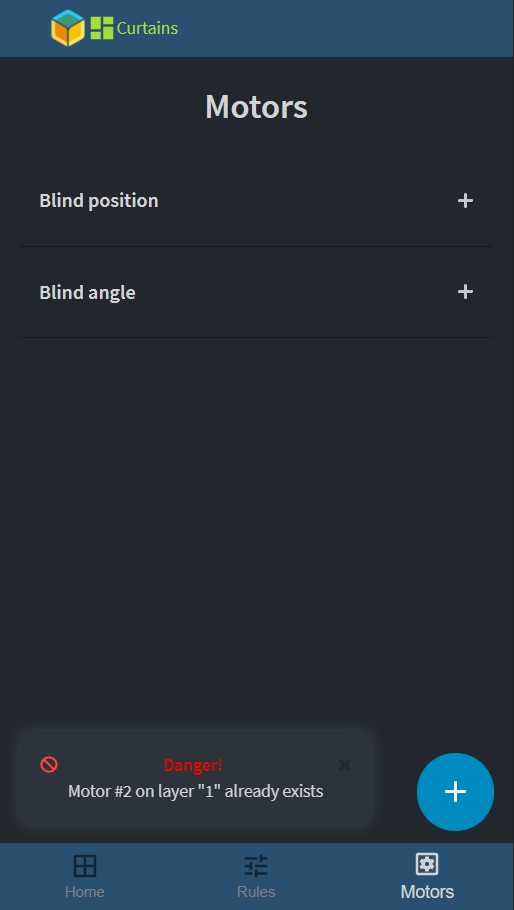 Curtains
Motors
Blind position
Blind angle
Danger!
Motor #2 on layer "1" already exists
Home
Rules
Motors